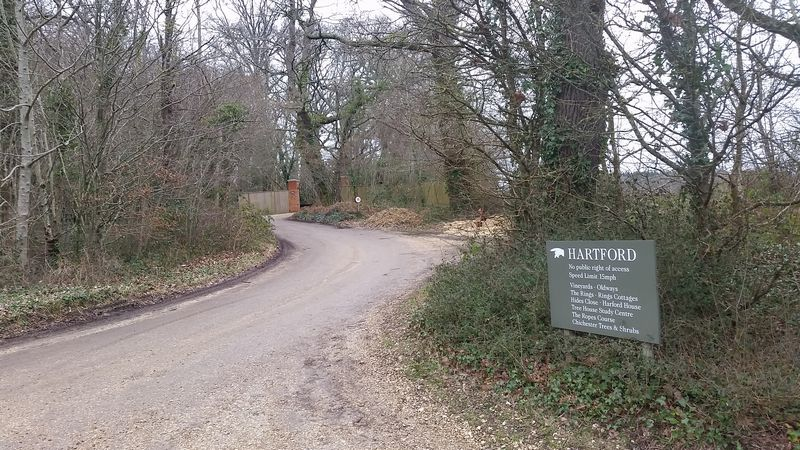 HARTFORD
No public right of access
Speed Limit 15mph
Vineyards · Oldways
The Rings · Rings Cottages
Hides Close · Harford House
Tree House Study Centre
The Ropes Course
Chichester Trees & Shrubs